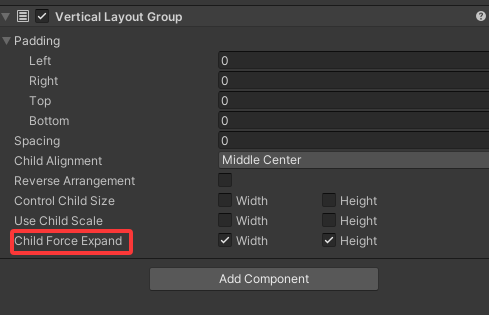 Vertical Layout Group
Padding
Left 0
Right 0
Top 0
Bottom 0
Spacing 0
Child Alignment Middle Center
Reverse Arrangement
Control Child Size Width Height
Use Child Scale Width Height
Child Force Expand Width Height
Add Component